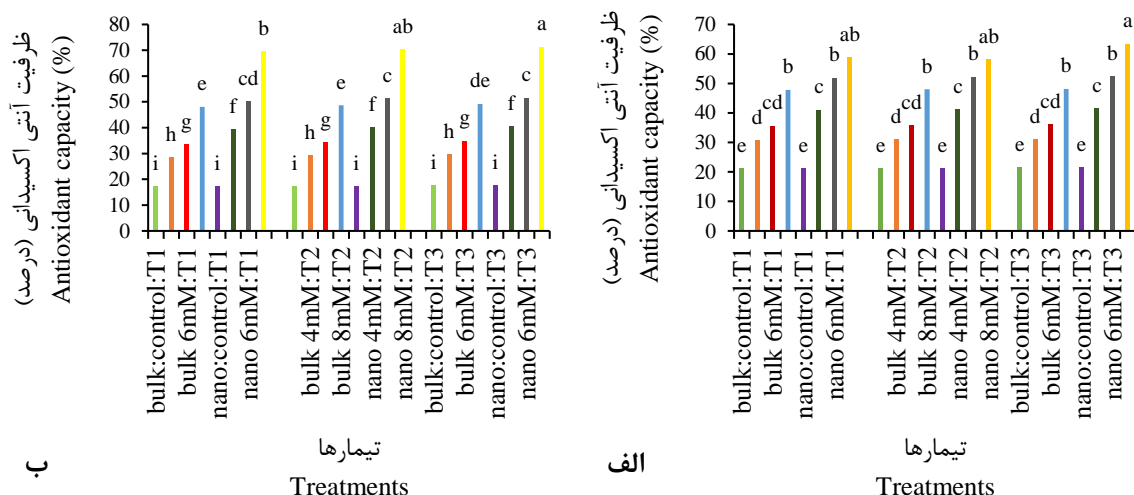 ظرفیت آنتی اکسیدانی (درصد)
Antioxidant capacity (%)
80
70
60
50
40
30
20
10
0
i
h
g
e
i
f
cd
b
i
h
g
e
i
f
c
ab
i
h
g
de
i
f
c
a
bulk:control:T1
bulk 6mM:T1
nano:control:T1
nano 6mM:T1
bulk 4mM:T2
bulk 8mM:T2
nano 4mM:T2
nano 8mM:T2
bulk:control:T3
bulk 6mM:T3
nano:control:T3
nano 6mM:T3
تیمارها
Treatments
ب
ظرفیت آنتی اکسیدانی (درصد)
Antioxidant capacity (%)
70
60
50
40
30
20
10
0
e
d
cd
b
e
c
b
ab
e
d
cd
b
e
c
b
ab
e
d
cd
b
e
c
b
a
bulk:control:T1
bulk 6mM:T1
nano:control:T1
nano 6mM:T1
bulk 4mM:T2
bulk 8mM:T2
nano 4mM:T2
nano 8mM:T2
bulk:control:T3
bulk 6mM:T3
nano:control:T3
nano 6mM:T3
تیمارها
Treatments
الف